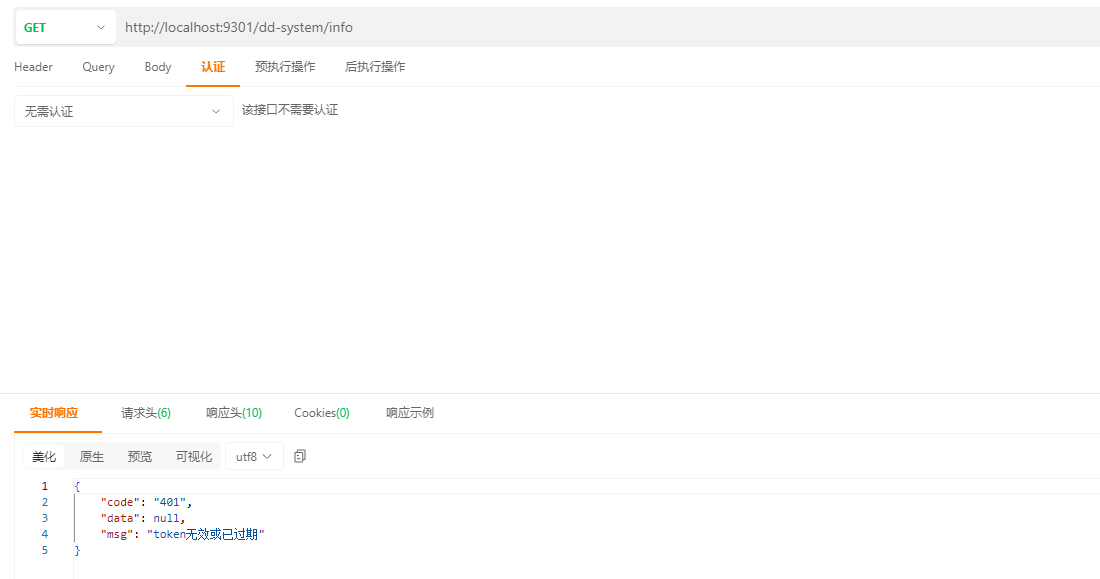 GET http://localhost:9301/dd-system/info
Header Query Body 认证 预执行操作 后执行操作
无需认证 该接口不需要认证
实时响应 请求头(6) 响应头(10) Cookies(0) 响应示例
美化 原生 预览 可视化 utf8
1 {
2 "code": "401",
3 "data": null,
4 "msg": "token无效或已过期"
5 }